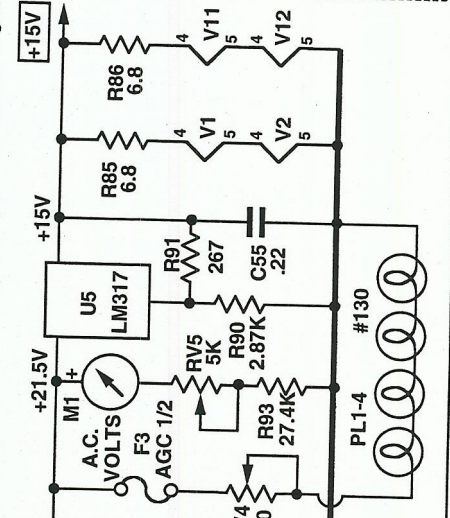 +15V
R86
6.8
4
V11
5
4
V12
5
R85
6.8
4
V1
5
4
V2
5
+15V
R91
267
C55
.22
U5
LM317
R90
2.87K
+21.5V
M1
+
RV5
5K
R93
27.4K
#130
PL1-4
A.C.
VOLTS
F3
AGC 1/2